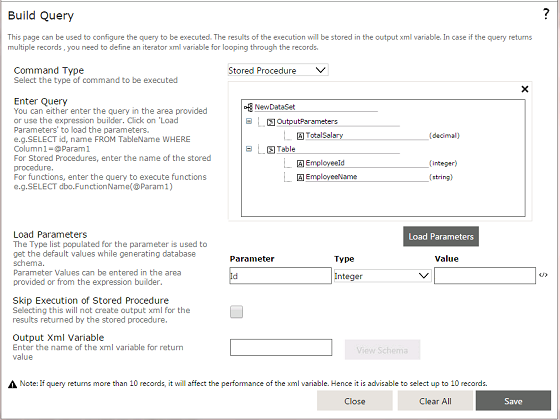 Build Query
?
This page can be used to configure the query to be executed. The results of the execution will be stored in the output xml variable. In case if the query returns
multiple records , you need to define an iterator xml variable for looping through the records.
Command Type
Select the type of command to be executed
Stored Procedure
Enter Query
You can either enter the query in the area provided
or use the expression builder. Click on 'Load
Parameters' to load the parameters.
e.g.SELECT id, name FROM TableName WHERE
Column1=@Param1
For Stored Procedures, enter the name of the stored
procedure.
For functions, enter the query to execute functions
e.g.SELECT dbo.FunctionName(@Param1)
NewDataSet
OutputParameters
TotalSalary (decimal)
Table
EmployeeId (integer)
EmployeeName (string)
Load Parameters
Load Parameters
The Type list populated for the parameter is used to
get the default values while generating database
schema.
Parameter Values can be entered in the area
provided or from the expression builder.
Parameter Type Value
Id Integer
Skip Execution of Stored Procedure
Selecting this will not create output xml for the
results returned by the stored procedure.
Output Xml Variable
Enter the name of the xml variable for return
value
View Schema
Note: If query returns more than 10 records, it will affect the performance of the xml variable. Hence it is advisable to select up to 10 records.
Close Clear All Save